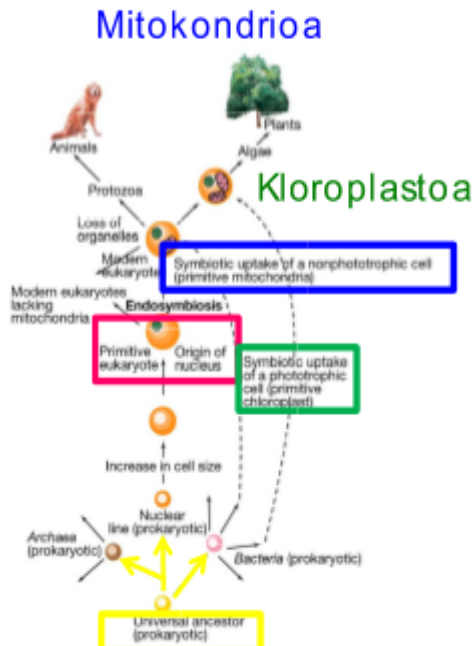 Mitokondrioa
Animals
Plants
Algae
Protozoa
Kloroplastoa
Loss of
organelles
Modern
eukaryote
Symbiotic uptake of a nonphototrophic cell
(primitive mitochondria)
Modern eukaryotes
lacking
mitochondria
Endosymbiosis
Primitive
eukaryote
Origin of
nucleus
Symbiotic uptake
of a phototrophic
cell (primitive
chloroplast)
Increase in cell size
Nuclear
line (prokaryotic)
Archaea
(prokaryotic)
Bacteria (prokaryotic)
Universal ancestor
(prokaryotic)